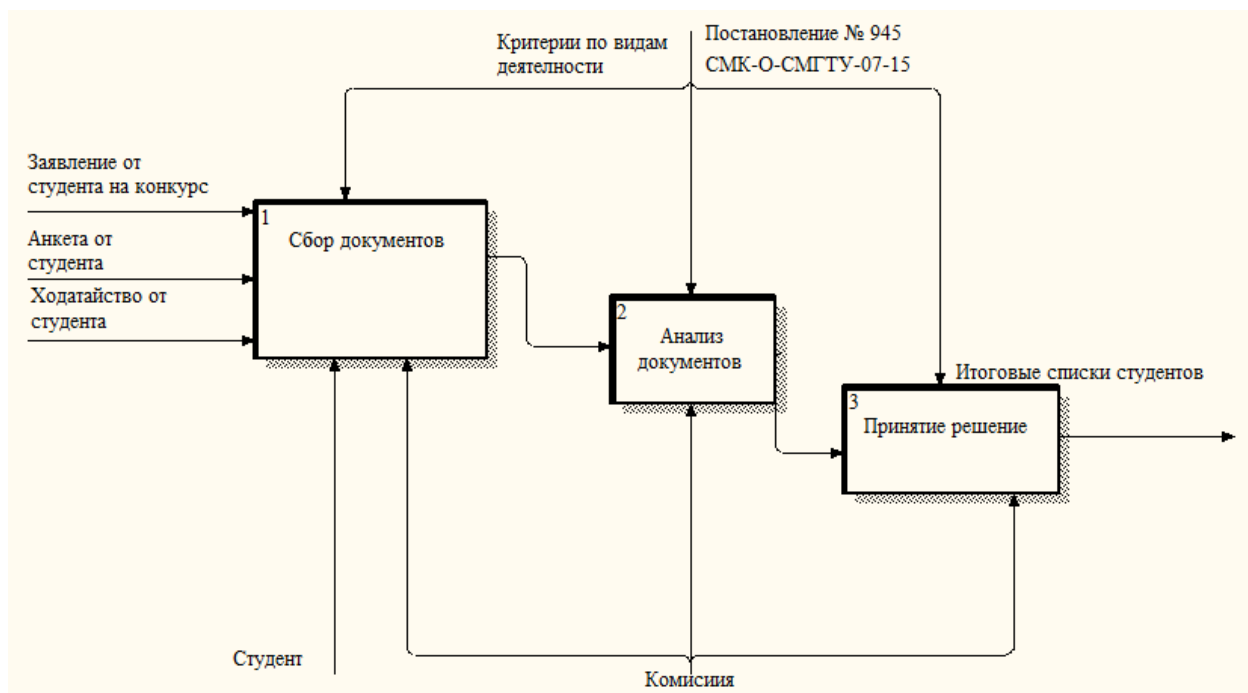 Критерии по видам
деятелности
Постановление № 945
СМК-О-СМГТУ-07-15
Заявление от
студента на конкурс
Анкета от
студента
Ходатайство от
студента
1
Сбор документов
2
Анализ
документов
Итоговые списки студентов
3
Принятие решение
Студент
Комисиия